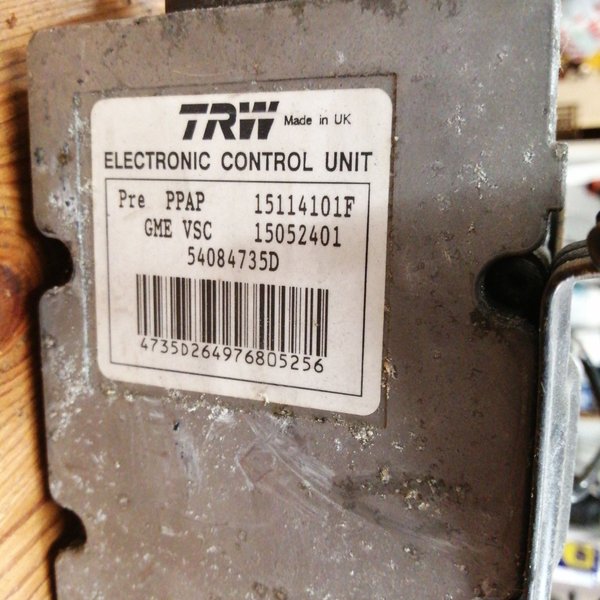 TRW Made in UK
ELECTRONIC CONTROL UNIT
Pre PPAP 15114101F
GME VSC 15052401
54084735D
4735D264976805256